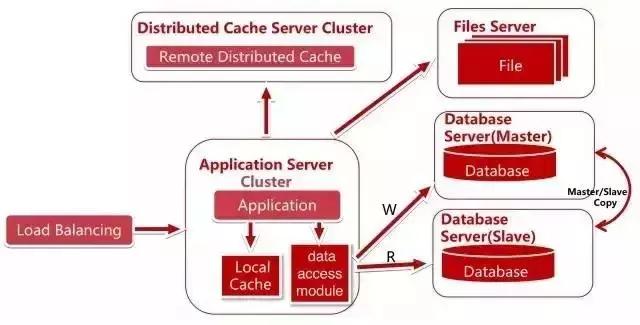 Distributed Cache Server Cluster
Remote Distributed Cache
Files Server
File
Database
Server(Master)
Database
Application Server
Cluster
Application
Master/Slave
Copy
W
Database
Server(Slave)
Load Balancing
R
Local
Cache
data
access
module
Database